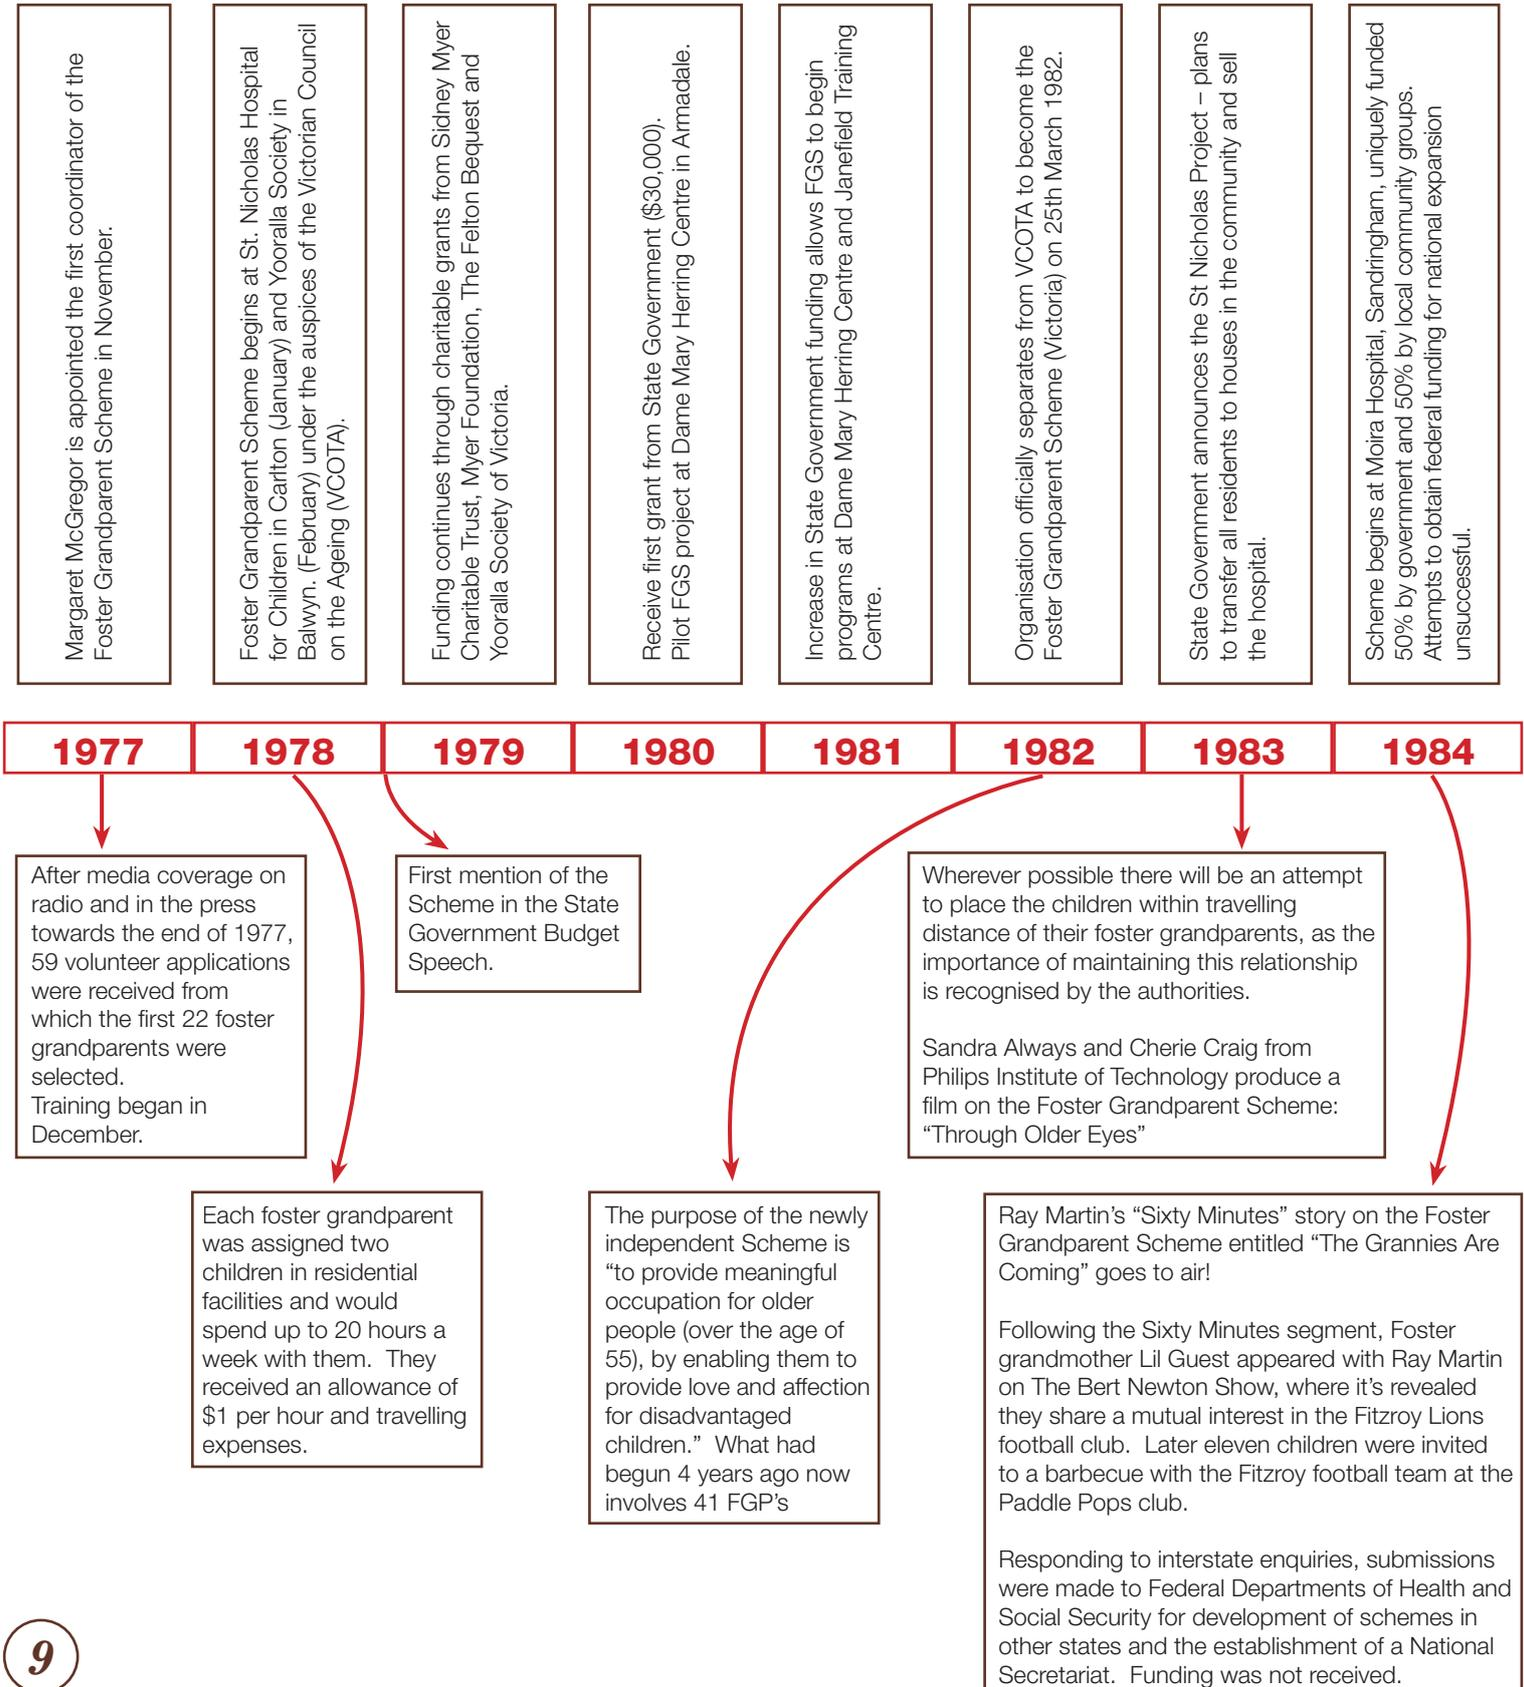 Margaret McGregor is appointed the first coordinator of the
Foster Grandparent Scheme in November.
Foster Grandparent Scheme begins at St. Nicholas Hospital
for Children in Carlton (January) and Yooralla Society in
Balwyn. (February) under the auspices of the Victorian Council
on the Ageing (VCOTA).
Funding continues through charitable grants from Sidney Myer
Charitable Trust, Myer Foundation, The Felton Bequest and
Yooralla Society of Victoria.
Receive first grant from State Government ($30,000).
Pilot FGS project at Dame Mary Herring Centre in Armadale.
Increase in State Government funding allows FGS to begin
programs at Dame Mary Herring Centre and Janefield Training
Centre.
Organisation officially separates from VCOTA to become the
Foster Grandparent Scheme (Victoria) on 25th March 1982.
State Government announces the St Nicholas Project – plans
to transfer all residents to houses in the community and sell
the hospital.
Scheme begins at Moira Hospital, Sandringham, uniquely funded
50% by government and 50% by local community groups.
Attempts to obtain federal funding for national expansion
unsuccessful.
1977
1978
1979
1980
1981
1982
1983
1984
After media coverage on
radio and in the press
towards the end of 1977,
59 volunteer applications
were received from
which the first 22 foster
grandparents were
selected.
Training began in
December.
First mention of the
Scheme in the State
Government Budget
Speech.
Wherever possible there will be an attempt
to place the children within travelling
distance of their foster grandparents, as the
importance of maintaining this relationship
is recognised by the authorities.
Sandra Always and Cherie Craig from
Philips Institute of Technology produce a
film on the Foster Grandparent Scheme:
“Through Older Eyes”
Each foster grandparent
was assigned two
children in residential
facilities and would
spend up to 20 hours a
week with them.  They
received an allowance of
$1 per hour and travelling
expenses.
The purpose of the newly
independent Scheme is
“to provide meaningful
occupation for older
people (over the age of
55), by enabling them to
provide love and affection
for disadvantaged
children.”  What had
begun 4 years ago now
involves 41 FGP’s
Ray Martin’s “Sixty Minutes” story on the Foster
Grandparent Scheme entitled “The Grannies Are
Coming” goes to air!
Following the Sixty Minutes segment, Foster
grandmother Lil Guest appeared with Ray Martin
on The Bert Newton Show, where it’s revealed
they share a mutual interest in the Fitzroy Lions
football club.  Later eleven children were invited
to a barbecue with the Fitzroy football team at the
Paddle Pops club.
Responding to interstate enquiries, submissions
were made to Federal Departments of Health and
Social Security for development of schemes in
other states and the establishment of a National
Secretariat.  Funding was not received.
9